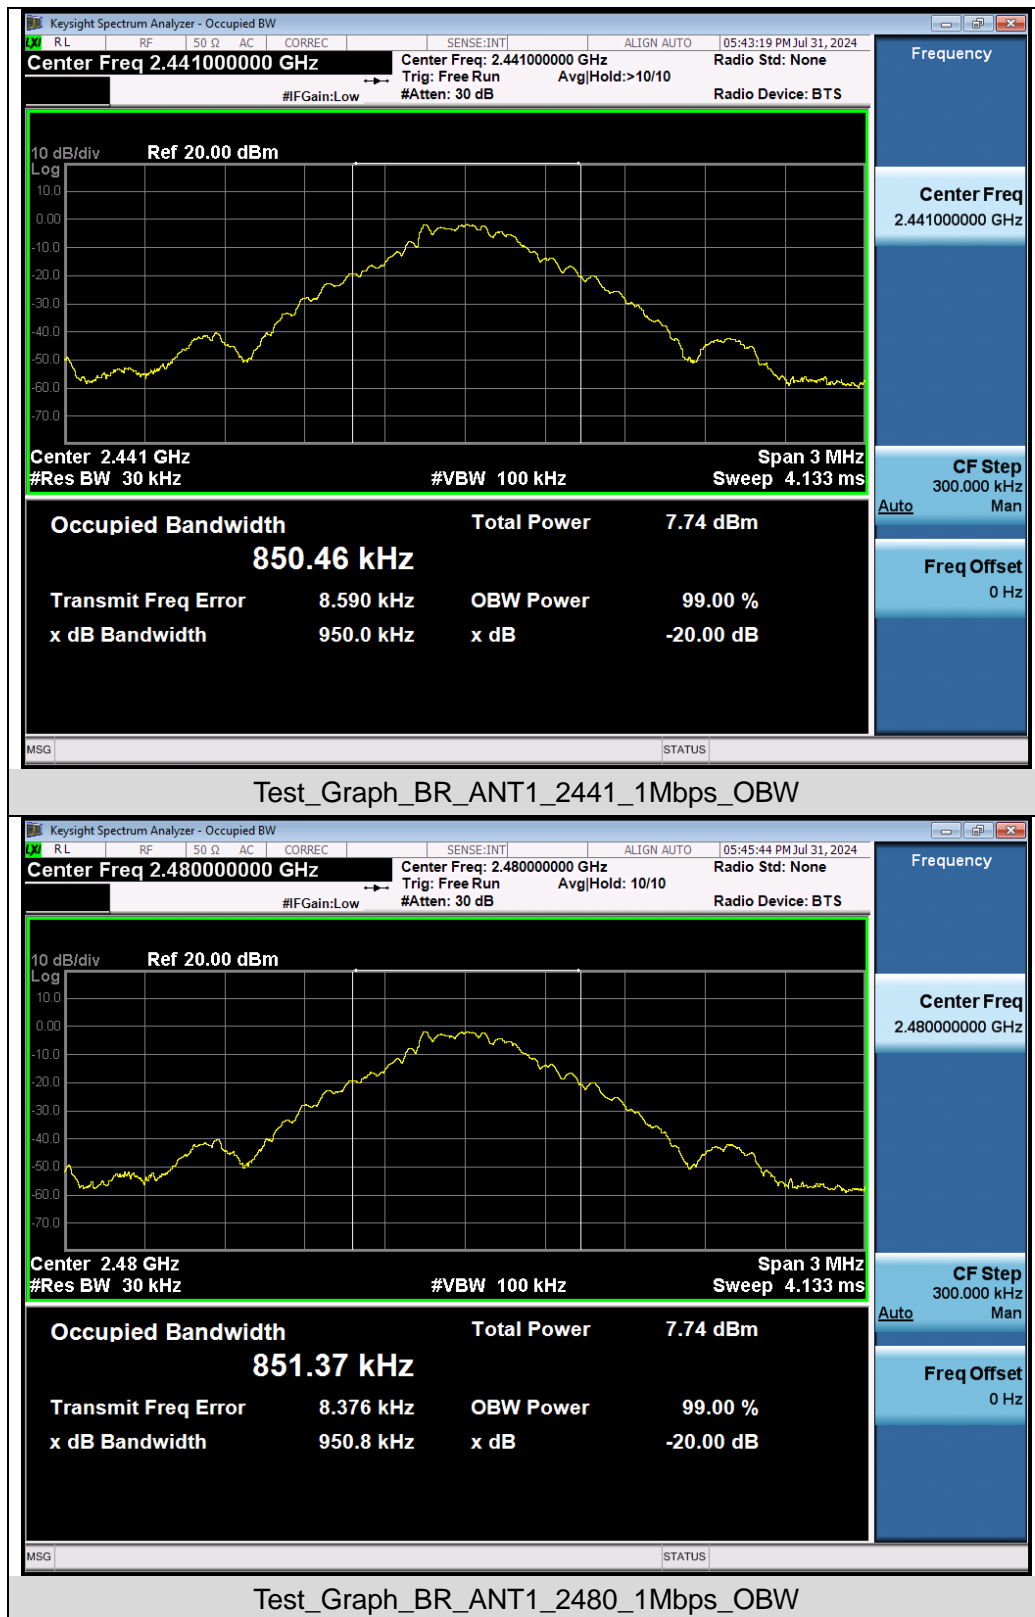 Keysight Spectrum Analyzer - Occupied BW
LXI RL RF 50 Ω AC CORREC SENSE:INT ALIGN AUTO 05:43:19 PM Jul 31, 2024
Center Freq 2.441000000 GHz Center Freq: 2.441000000 GHz Radio Std: None
Trig: Free Run Avg|Hold:>10/10
#IFGain:Low #Atten: 30 dB Radio Device: BTS
Frequency
10 dB/div Ref 20.00 dBm
Log
10.0
0.00
-10.0
-20.0
-30.0
-40.0
-50.0
-60.0
-70.0
Center 2.441 GHz Span 3 MHz
#Res BW 30 kHz #VBW 100 kHz Sweep 4.133 ms
Center Freq
2.441000000 GHz
CF Step
300.000 kHz
Auto Man
Freq Offset
0 Hz
Occupied Bandwidth Total Power 7.74 dBm
850.46 kHz
Transmit Freq Error 8.590 kHz OBW Power 99.00 %
x dB Bandwidth 950.0 kHz x dB -20.00 dB
MSG STATUS
Test_Graph_BR_ANT1_2441_1Mbps_OBW
Keysight Spectrum Analyzer - Occupied BW
LXI RL RF 50 Ω AC CORREC SENSE:INT ALIGN AUTO 05:45:44 PM Jul 31, 2024
Center Freq 2.480000000 GHz Center Freq: 2.480000000 GHz Radio Std: None
Trig: Free Run Avg|Hold: 10/10
#IFGain:Low #Atten: 30 dB Radio Device: BTS
Frequency
10 dB/div Ref 20.00 dBm
Log
10.0
0.00
-10.0
-20.0
-30.0
-40.0
-50.0
-60.0
-70.0
Center 2.48 GHz Span 3 MHz
#Res BW 30 kHz #VBW 100 kHz Sweep 4.133 ms
Center Freq
2.480000000 GHz
CF Step
300.000 kHz
Auto Man
Freq Offset
0 Hz
Occupied Bandwidth Total Power 7.74 dBm
851.37 kHz
Transmit Freq Error 8.376 kHz OBW Power 99.00 %
x dB Bandwidth 950.8 kHz x dB -20.00 dB
MSG STATUS
Test_Graph_BR_ANT1_2480_1Mbps_OBW